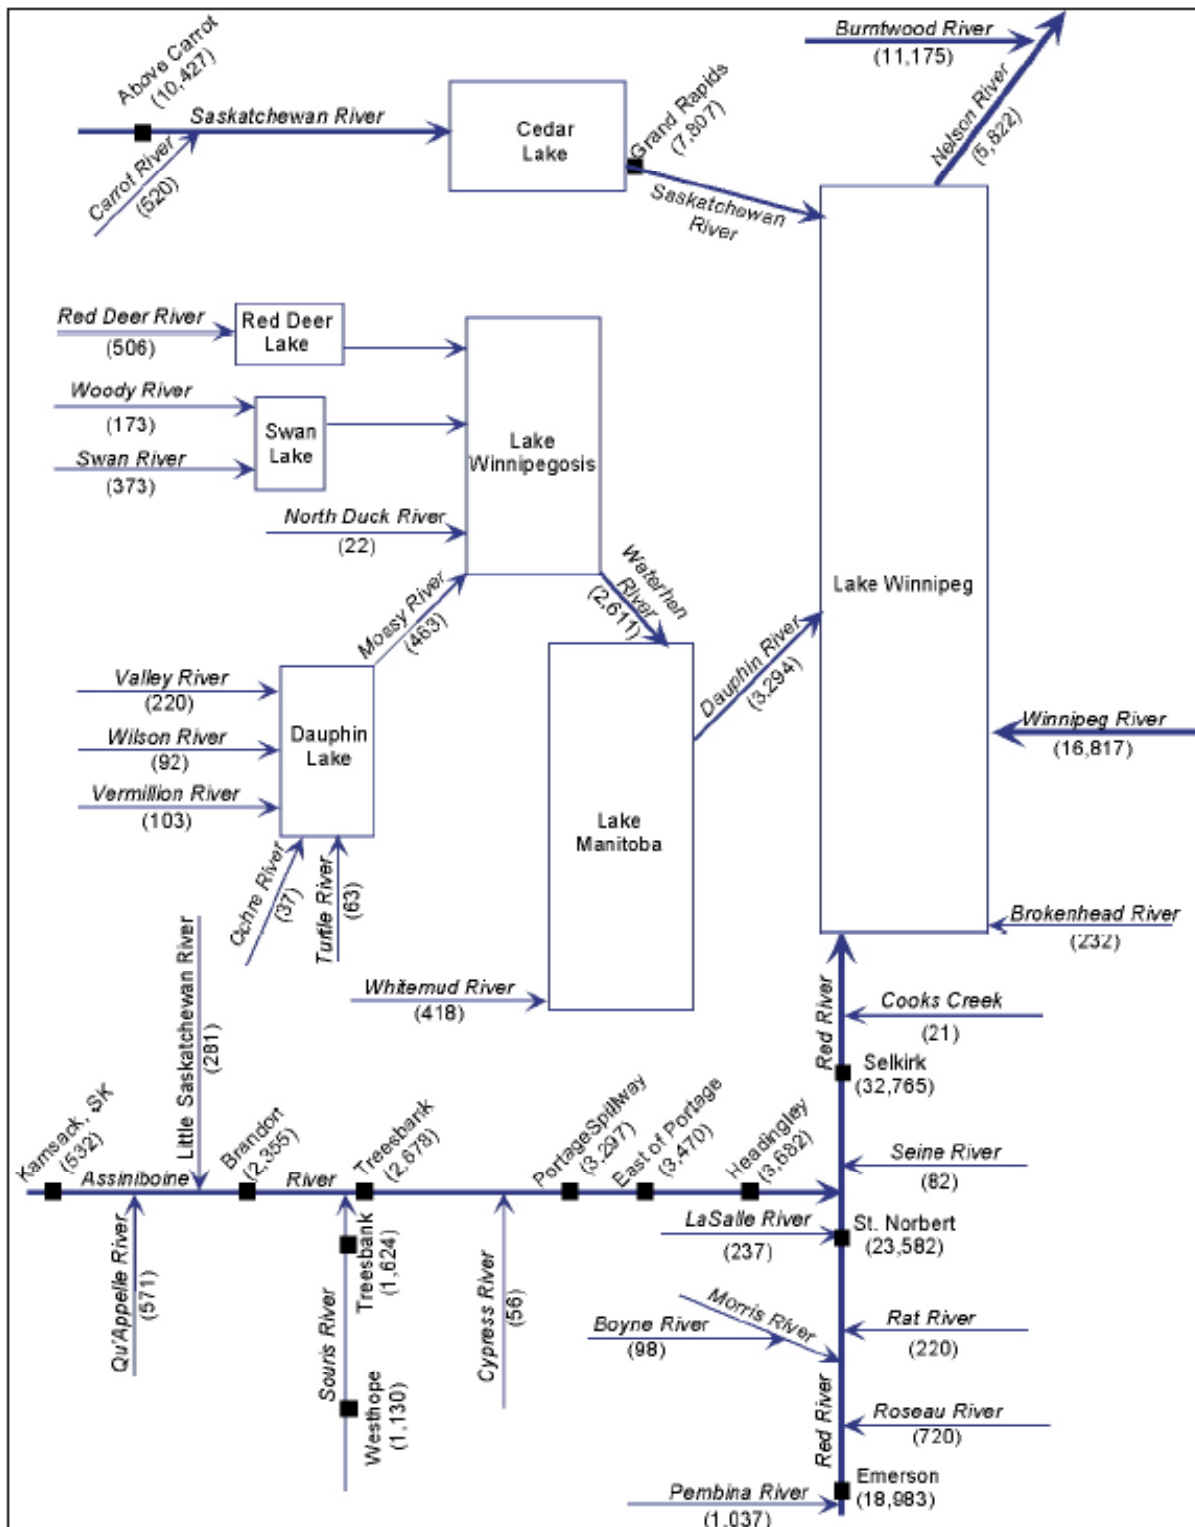 Burntwood River
(11,175)
Nelson River
(5,822)
Above Carrot
(10,427)
Saskatchewan River
Carrot River
(520)
Cedar
Lake
Grand Rapids
(7,807)
Saskatchewan
River
Red Deer River
(506)
Red Deer
Lake
Woody River
(173)
Swan River
(373)
Swan
Lake
Lake
Winnipegosis
North Duck River
(22)
Mossy River
(463)
Waterhen
River
(2,611)
Lake Winnipeg
Dauphin River
(3,294)
Valley River
(220)
Wilson River
(92)
Vermillion River
(103)
Dauphin
Lake
Ochre River
(37)
Turtle River
(63)
Lake
Manitoba
Winnipeg River
(16,817)
Brokenhead River
(232)
Whitemud River
(418)
Red River
Cooks Creek
(21)
Selkirk
(32,765)
Little Saskatchewan River
(281)
Kamsack, SK
(532)
Assiniboine
River
Brandon
(2,355)
Treesbank
(2,678)
PortageSpillway
(3,297)
East of Portage
(3,470)
Headingley
(3,682)
Seine River
(82)
LaSalle River
(237)
St. Norbert
(23,582)
Qu'Appelle River
(571)
Souris River
Treesbank
(1,624)
Westhope
(1,130)
Cypress River
(56)
Morris River
Boyne River
(98)
Rat River
(220)
Red River
Roseau River
(720)
Emerson
(18,983)
Pembina River
(1,037)